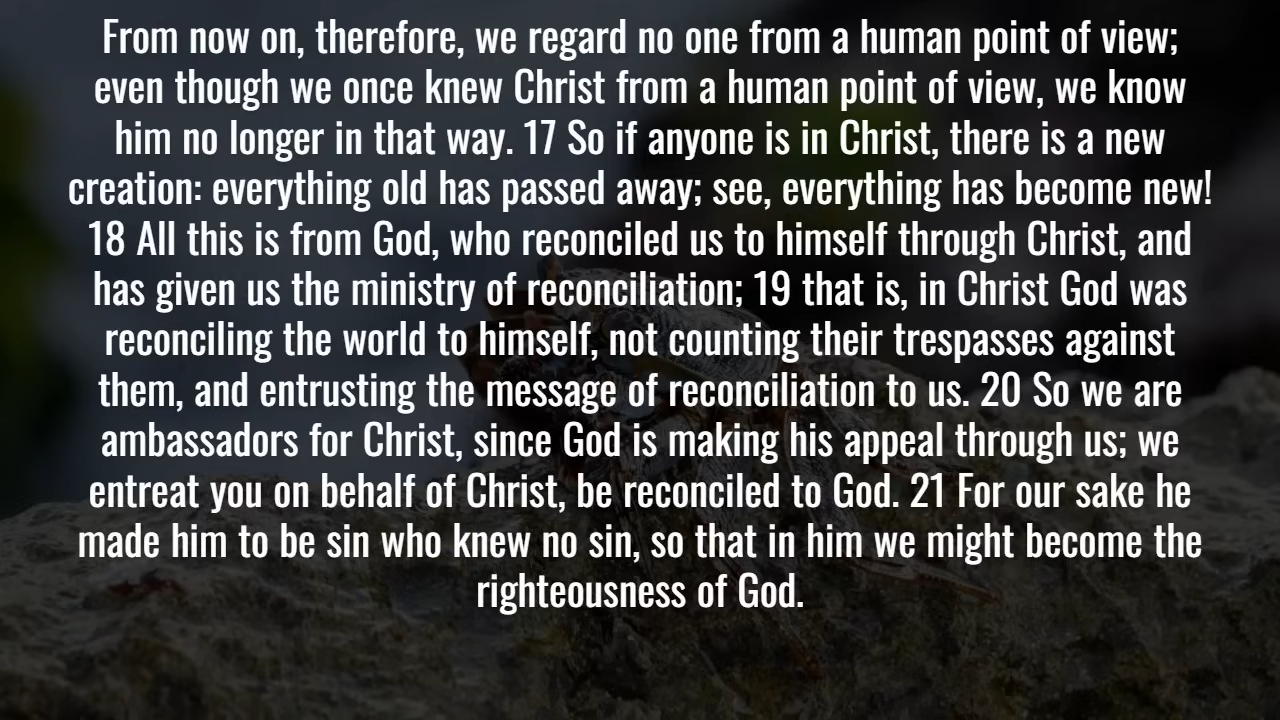 From now on, therefore, we regard no one from a human point of view;
even though we once knew Christ from a human point of view, we know
him no longer in that way. 17 So if anyone is in Christ, there is a new
creation: everything old has passed away; see, everything has become new!
18 All this is from God, who reconciled us to himself through Christ, and
has given us the ministry of reconciliation; 19 that is, in Christ God was
reconciling the world to himself, not counting their trespasses against
them, and entrusting the message of reconciliation to us. 20 So we are
ambassadors for Christ, since God is making his appeal through us; we
entreat you on behalf of Christ, be reconciled to God. 21 For our sake he
made him to be sin who knew no sin, so that in him we might become the
righteousness of God.